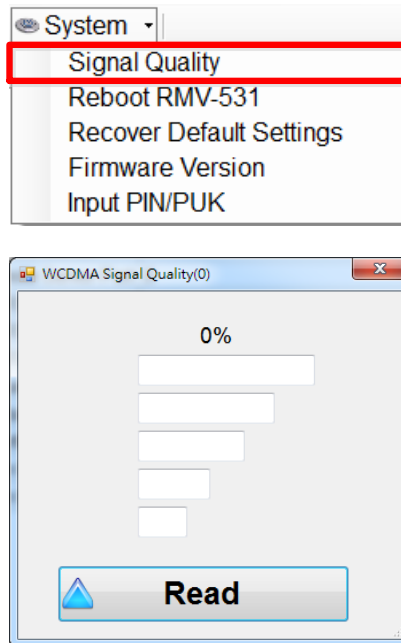 System
Signal Quality
Reboot RMV-531
Recover Default Settings
Firmware Version
Input PIN/PUK
WCDMA Signal Quality(0)
0%
Read